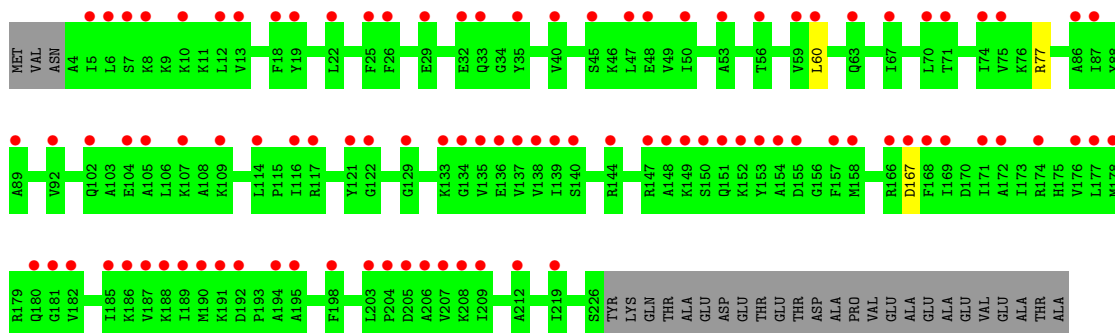 MET VAL ASN A4 I5 L6 S7 K8 K9 K10 K11 L12 V13 F18 Y19 L22 F25 F26 E29 E32 Q33 G34 Y35 V40 S45 K46 L47 E48 V49 I50 A53 T56 V59 L60 Q63 I67 L70 T71 I74 V75 K76 R77 A86 I87 Y88
A89 V92 Q102 A103 E104 A105 L106 K107 A108 K109 L114 P115 I116 R117 Y121 G122 G129 K133 G134 V135 E136 V137 V138 I139 S140 R144 R147 A148 K149 S150 Q151 K152 Y153 A154 D155 G156 F157 M158 R166 D167 F168 I169 D170 I171 A172 I173 R174 H175 V176 L177 M178
R179 Q180 G181 V182 I185 K186 V187 K188 I189 M190 K191 D192 P193 A194 A195 F198 L203 P204 D205 A206 V207 K208 I209 A212 I219 S226 TYR LYS GLN THR ALA GLU ASP GLU THR GLU THR ASP ALA PRO VAL GLU ALA GLU ALA GLU VAL GLU ALA THR ALA